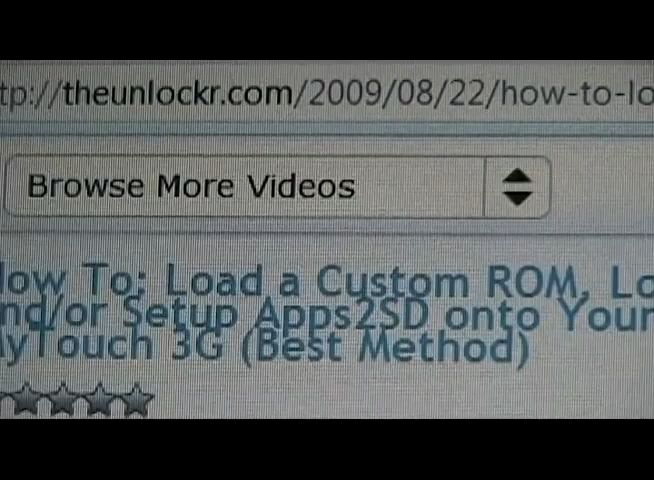 tp://theunlockr.com/2009/08/22/how-to-lo
Browse More Videos
ow To: Load a Custom ROM, Lo
nd/or Setup Apps2SD onto Your
yTouch 3G (Best Method)